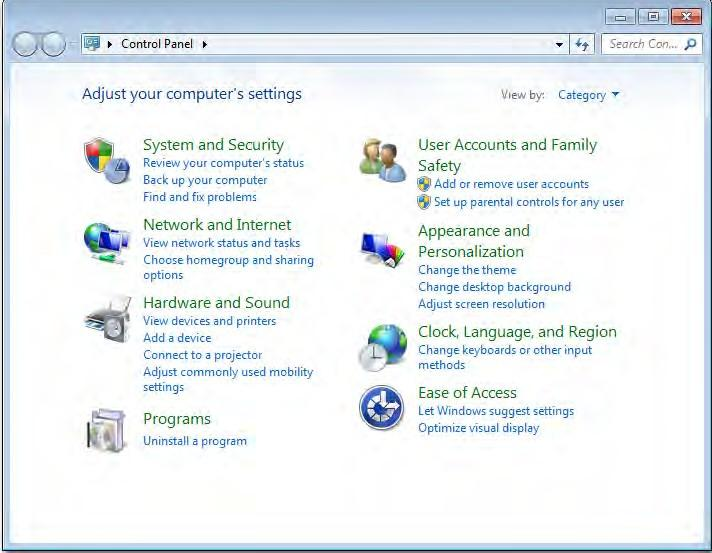 Control Panel
Search Con...
Adjust your computer's settings
View by: Category
System and Security
Review your computer's status
Back up your computer
Find and fix problems
Network and Internet
View network status and tasks
Choose homegroup and sharing
options
Hardware and Sound
View devices and printers
Add a device
Connect to a projector
Adjust commonly used mobility
settings
Programs
Uninstall a program
User Accounts and Family
Safety
Add or remove user accounts
Set up parental controls for any user
Appearance and
Personalization
Change the theme
Change desktop background
Adjust screen resolution
Clock, Language, and Region
Change keyboards or other input
methods
Ease of Access
Let Windows suggest settings
Optimize visual display